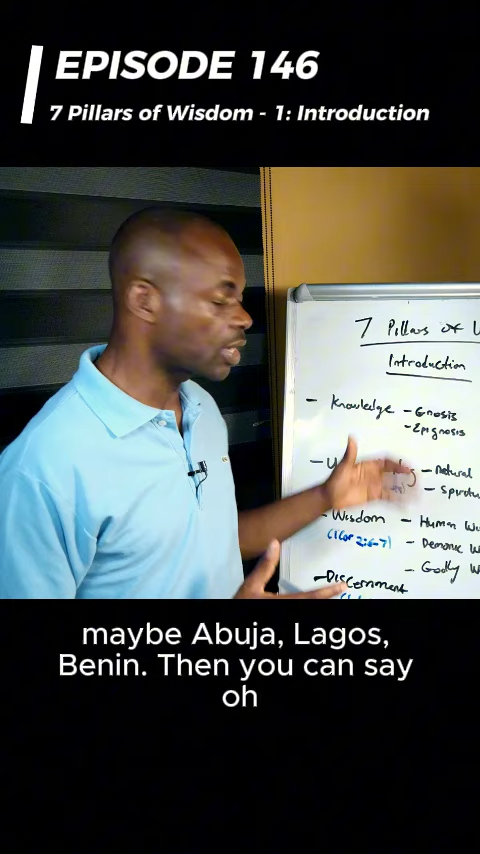 EPISODE 146
7 Pillars of Wisdom - 1: Introduction
7 Pillars of
Introduction
- Knowledge - Gnosis
- Epignosis
- Natural
-
- Wisdom - Human
(1 Cor 2:6-7) - Demonic
- Godly
- Discernment
maybe Abuja, Lagos,
Benin. Then you can say
oh